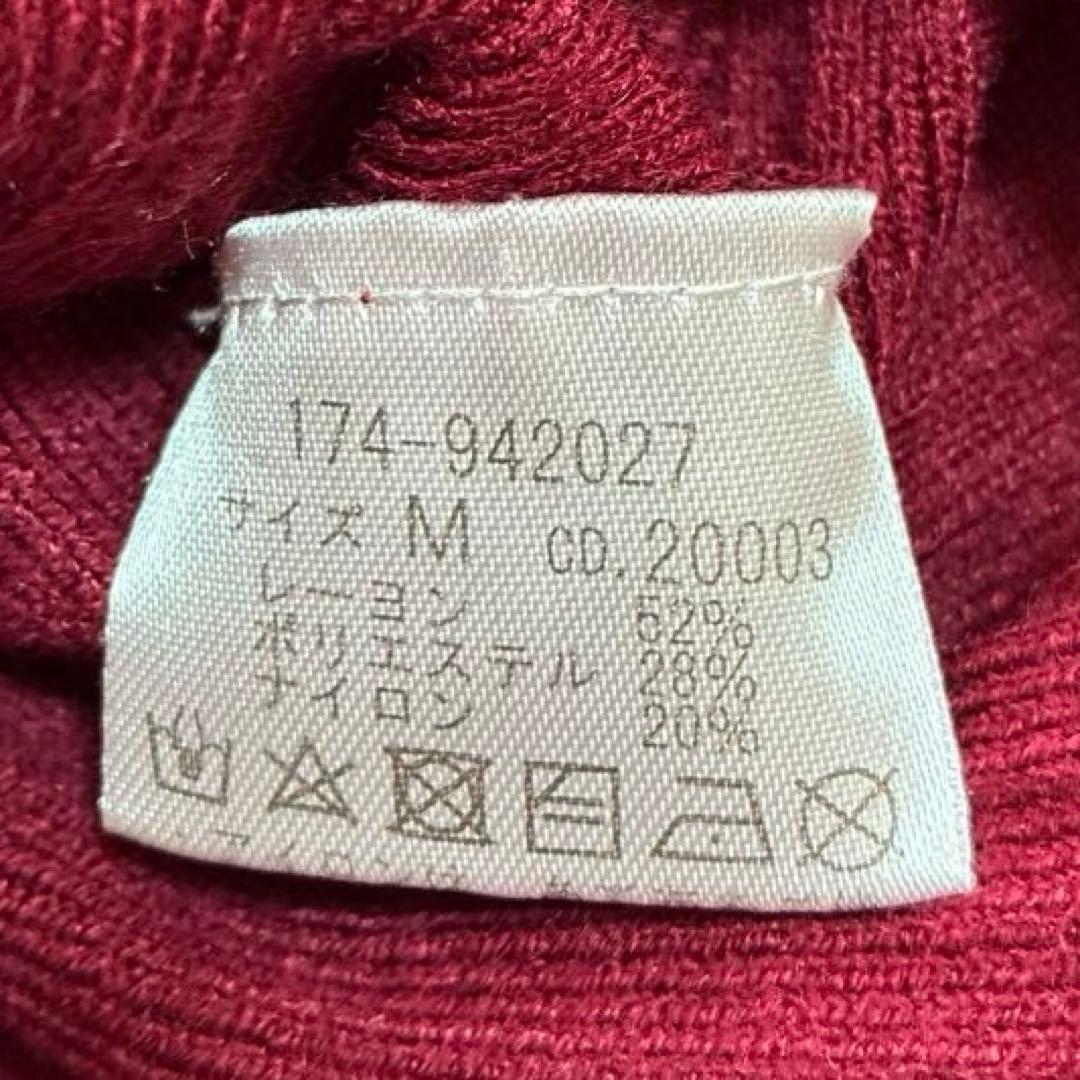 174-942027
サイズ M CD. 20003
レーヨン 52%
ポリエステル 28%
ナイロン 20%